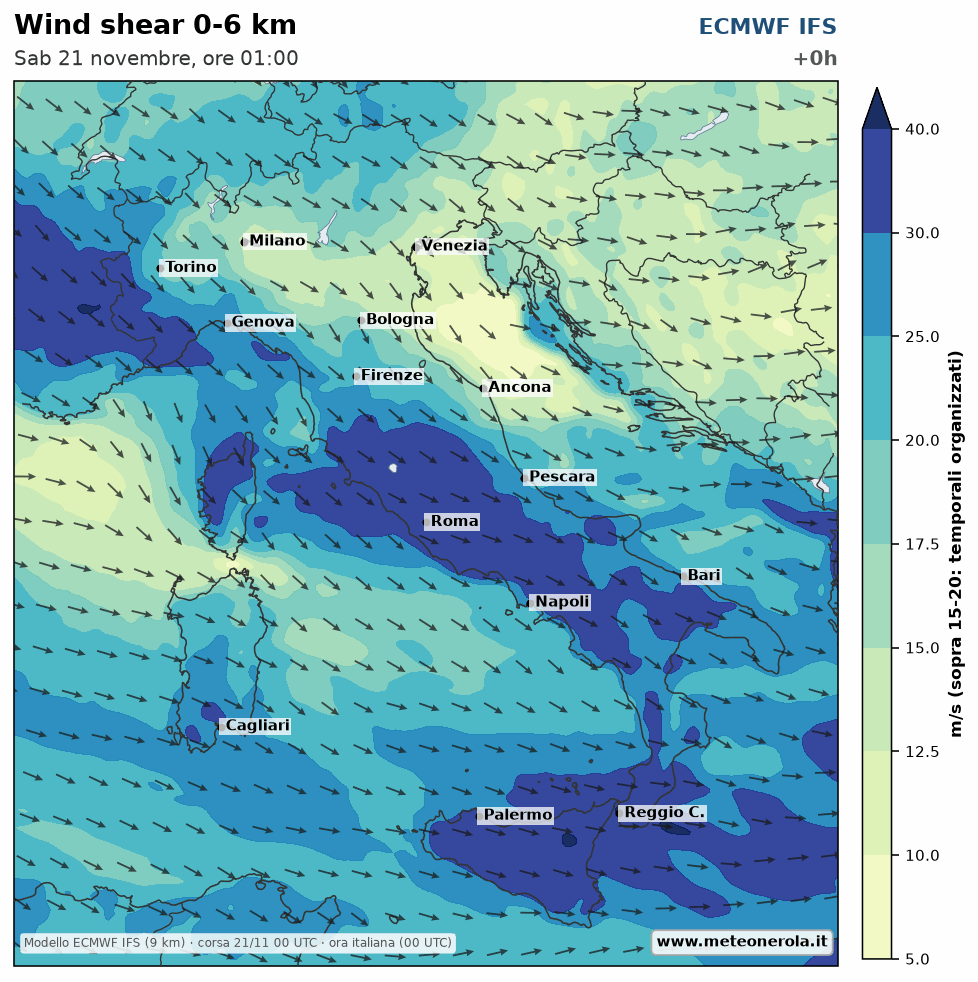 Wind shear 0-6 km
ECMWF IFS
Sab 21 novembre, ore 01:00
+0h
Milano
Venezia
Torino
Genova
Bologna
Firenze
Ancona
Pescara
Roma
Bari
Napoli
Cagliari
Palermo
Reggio C.
40.0
30.0
25.0
20.0
17.5
15.0
12.5
10.0
5.0
m/s (sopra 15-20: temporali organizzati)
Modello ECMWF IFS (9 km) · corsa 21/11 00 UTC · ora italiana (00 UTC)
www.meteonerola.it